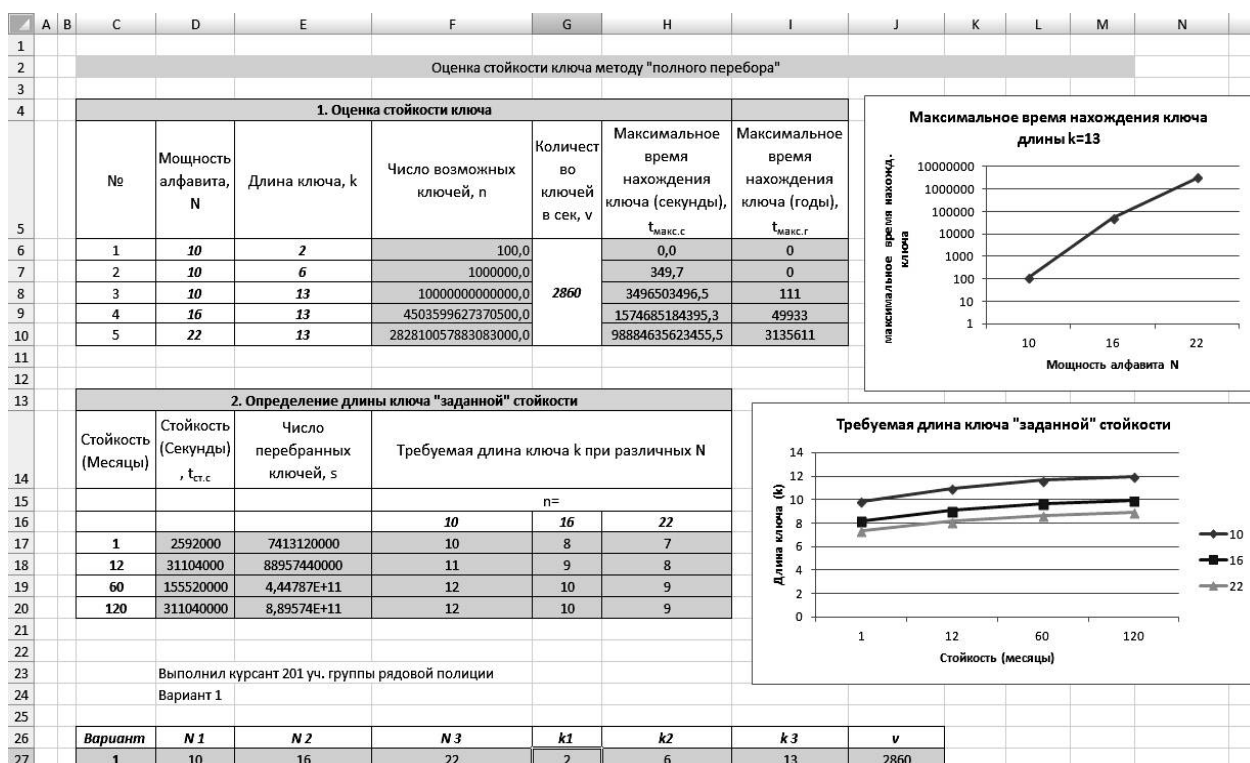 A B C D E F G H I J K L M N
1
2 Оценка стойкости ключа методу "полного перебора"
3
4 1. Оценка стойкости ключа
5 № Мощность алфавита, N Длина ключа, k Число возможных ключей, n Количест во ключей в сек, v Максимальное время нахождения ключа (секунды), tмакс.с Максимальное время нахождения ключа (годы), tмакс.г
6 1 10 2 100,0 0,0 0
7 2 10 6 1000000,0 349,7 0
8 3 10 13 10000000000000,0 2860 3496503496,5 111
9 4 16 13 4503599627370500,0 1574685184395,3 49933
10 5 22 13 282810057883083000,0 98884635623455,5 3135611
11
12
Максимальное время нахождения ключа
длины k=13
максимальное время нахожд.
ключа
10000000
1000000
100000
10000
1000
100
10
1
10 16 22
Мощность алфавита N
13 2. Определение длины ключа "заданной" стойкости
14 Стойкость (Месяцы) Стойкость (Секунды) , tст.с Число перебранных ключей, s Требуемая длина ключа k при различных N
15 n=
16 10 16 22
17 1 2592000 7413120000 10 8 7
18 12 31104000 88957440000 11 9 8
19 60 155520000 4,44787E+11 12 10 9
20 120 311040000 8,89574E+11 12 10 9
21
22
Требуемая длина ключа "заданной" стойкости
Длина ключа (k)
14
12
10
8
6
4
2
0
1 12 60 120
Стойкость (месяцы)
10
16
22
23 Выполнил курсант 201 уч. группы рядовой полиции
24 Вариант 1
25
26 Вариант N 1 N 2 N 3 k1 k2 k 3 v
27 1 10 16 22 2 6 13 2860